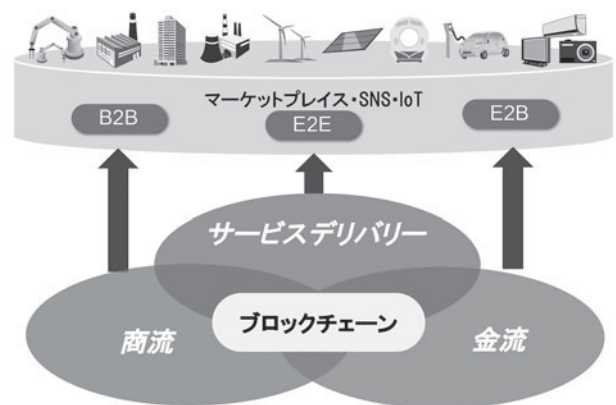 マーケットプレイス・SNS・IoT
B2B
E2E
E2B
サービスデリバリー
ブロックチェーン
商流
金流